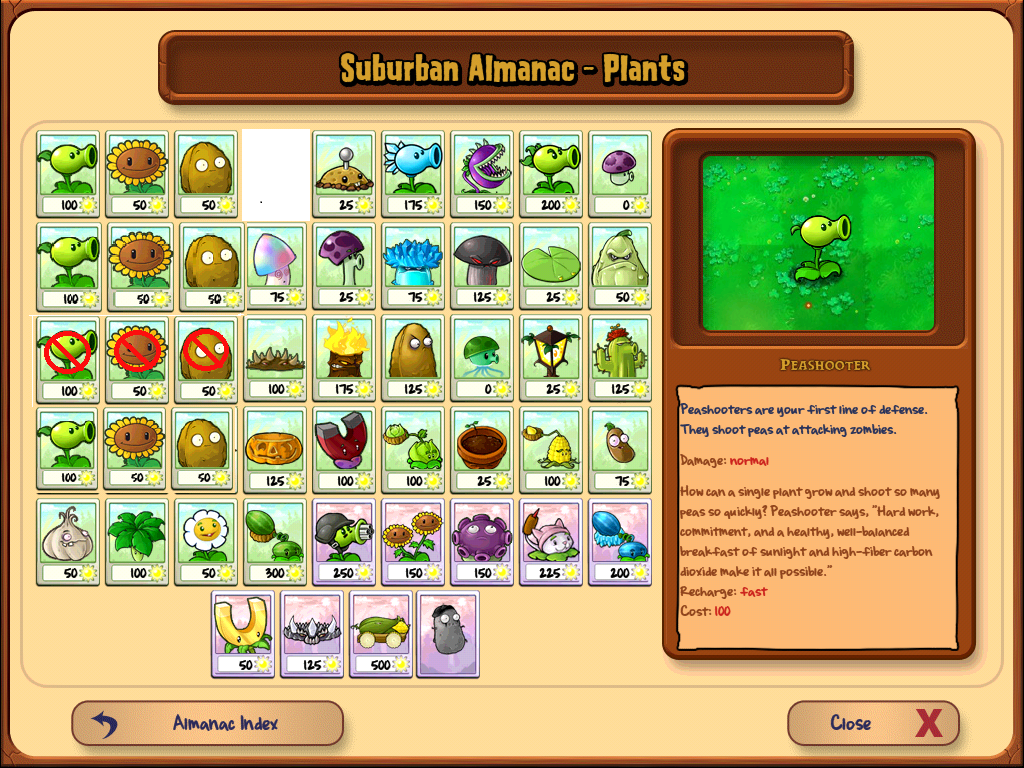 Suburban Almanac - Plants
100 50 50 25 175 150 200 0
100 50 50 75 25 75 125 25 50
100 50 50 100 175 125 0 25 125
100 50 50 125 100 100 25 100 75
50 100 50 300 250 150 150 225 200
50 125 500
Peashooter
Peashooters are your first line of defense.
They shoot peas at attacking zombies.
Damage: normal
How can a single plant grow and shoot so many
peas so quickly? Peashooter says, "Hard work,
commitment, and a healthy, well-balanced
breakfast of sunlight and high-fiber carbon
dioxide make it all possible."
Recharge: fast
Cost: 100
Almanac Index
Close X